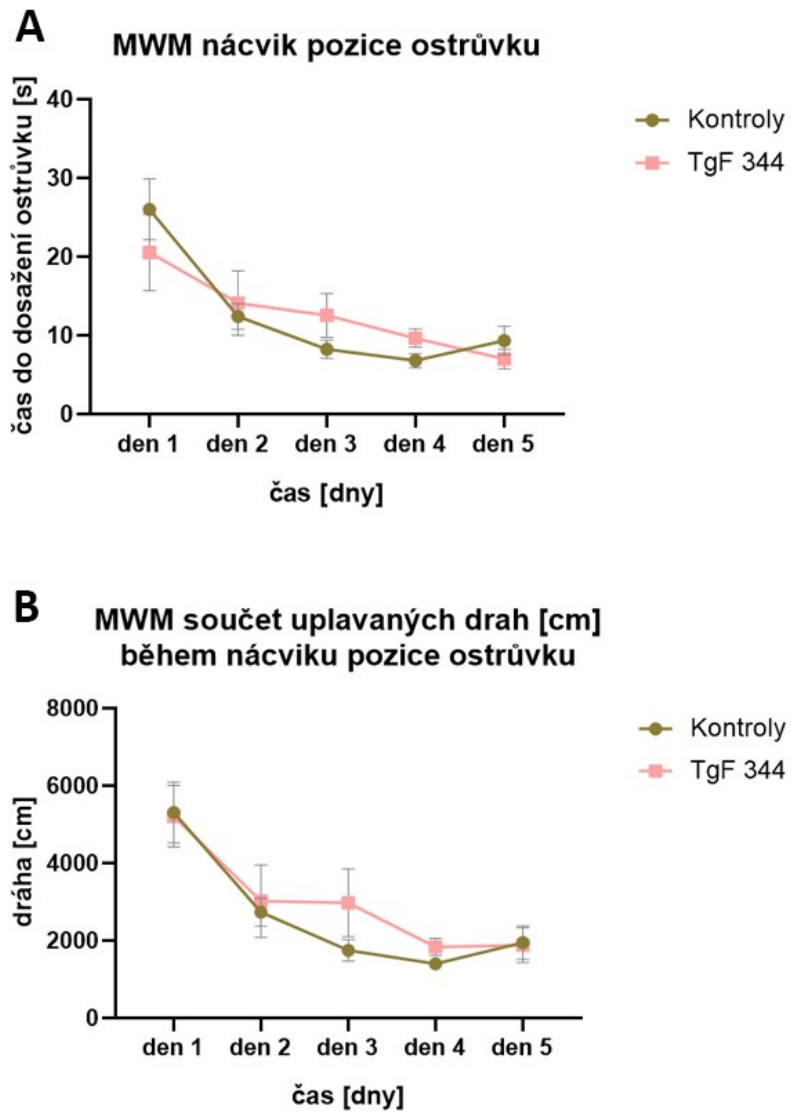 A
MWM nácvik pozice ostrůvku
čas do dosažení ostrůvku [s]
40
30
20
10
0
den 1 den 2 den 3 den 4 den 5
čas [dny]
Kontroly
TgF 344
B
MWM součet uplavaných drah [cm]
během nácviku pozice ostrůvku
dráha [cm]
8000
6000
4000
2000
0
den 1 den 2 den 3 den 4 den 5
čas [dny]
Kontroly
TgF 344